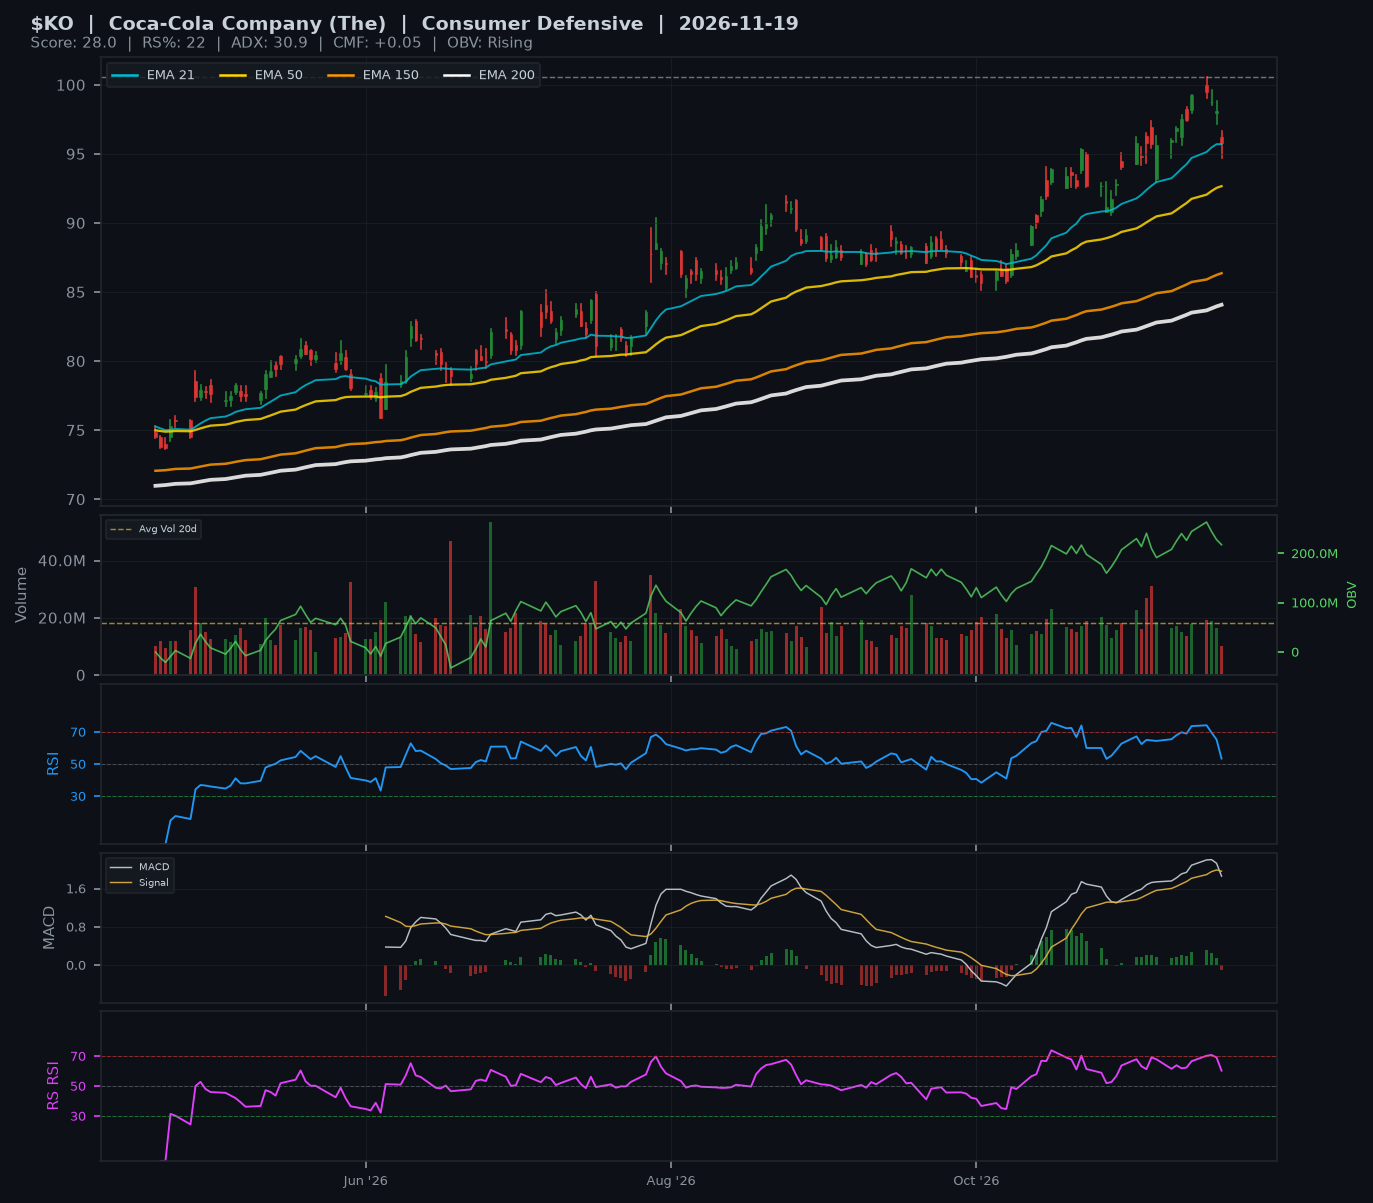 $KO | Coca-Cola Company (The) | Consumer Defensive | 2026-11-19
Score: 28.0 | RS%: 22 | ADX: 30.9 | CMF: +0.05 | OBV: Rising
EMA 21 EMA 50 EMA 150 EMA 200
100
95
90
85
80
75
70
Avg Vol 20d
40.0M
20.0M
0
Volume
200.0M
100.0M
0
OBV
70
50
30
RSI
MACD
Signal
1.6
0.8
0.0
MACD
70
50
30
RS RSI
Jun '26 Aug '26 Oct '26